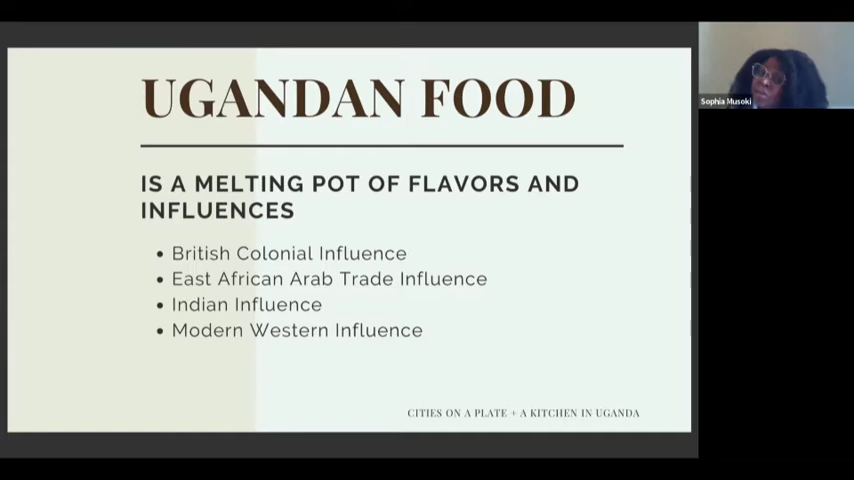 UGANDAN FOOD
IS A MELTING POT OF FLAVORS AND
INFLUENCES
• British Colonial Influence
• East African Arab Trade Influence
• Indian Influence
• Modern Western Influence
CITIES ON A PLATE + A KITCHEN IN UGANDA
Sophia Musoki